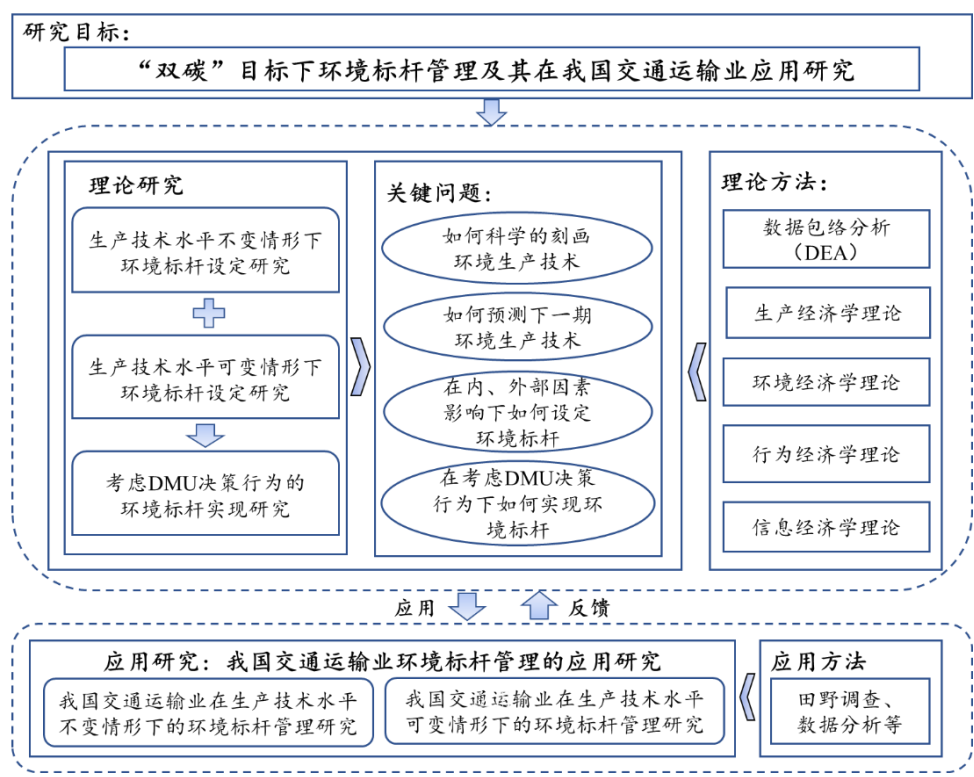 研究目标：
“双碳”目标下环境标杆管理及其在我国交通运输业应用研究
理论研究
生产技术水平不变情形下
环境标杆设定研究
生产技术水平可变情形下
环境标杆设定研究
考虑DMU决策行为的
环境标杆实现研究
关键问题：
如何科学的刻画
环境生产技术
如何预测下一期
环境生产技术
在内、外部因素
影响下如何设定
环境标杆
在考虑DMU决策
行为下如何实现环
境标杆
理论方法：
数据包络分析
（DEA）
生产经济学理论
环境经济学理论
行为经济学理论
信息经济学理论
应用
反馈
应用研究：我国交通运输业环境标杆管理的应用研究
我国交通运输业在生产技术水平
不变情形下的环境标杆管理研究
我国交通运输业在生产技术水平
可变情形下的环境标杆管理研究
应用方法
田野调查、
数据分析等